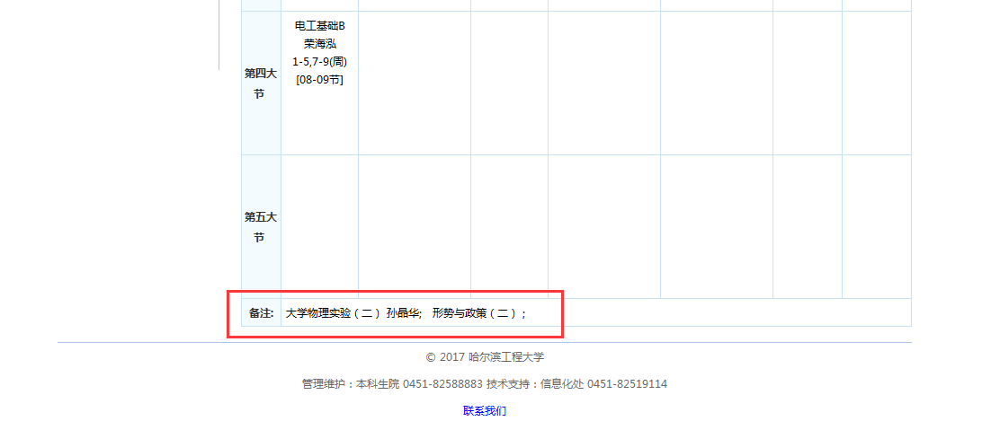 电工基础B
荣海泓
1-5,7-9(周)
[08-09节]
第四大
节
第五大
节
备注: 大学物理实验（二） 孙晶华; 形势与政策（二） ;
© 2017 哈尔滨工程大学
管理维护：本科生院 0451-82588883 技术支持：信息化处 0451-82519114
联系我们